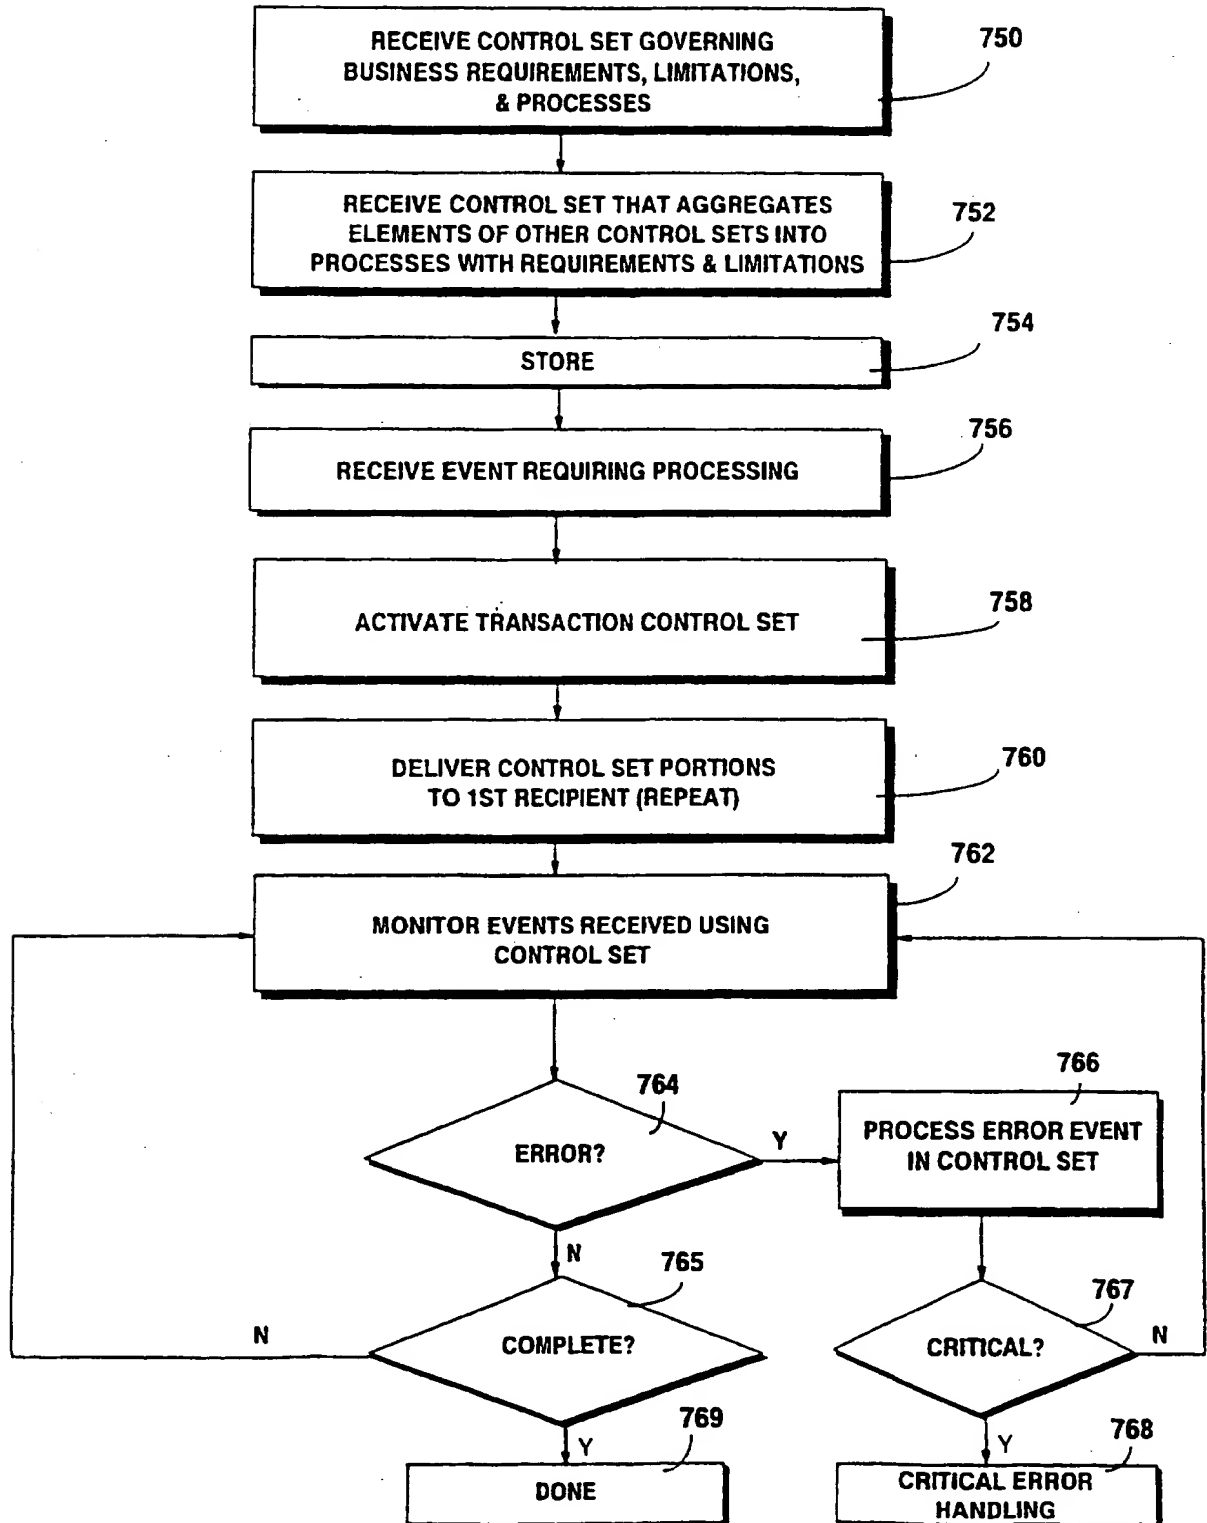 RECEIVE CONTROL SET GOVERNING
BUSINESS REQUIREMENTS, LIMITATIONS,
& PROCESSES
750
RECEIVE CONTROL SET THAT AGGREGATES
ELEMENTS OF OTHER CONTROL SETS INTO
PROCESSES WITH REQUIREMENTS & LIMITATIONS
752
STORE
754
RECEIVE EVENT REQUIRING PROCESSING
756
ACTIVATE TRANSACTION CONTROL SET
758
DELIVER CONTROL SET PORTIONS
TO 1ST RECIPIENT (REPEAT)
760
MONITOR EVENTS RECEIVED USING
CONTROL SET
762
ERROR?
764
Y
PROCESS ERROR EVENT
IN CONTROL SET
766
N
COMPLETE?
765
N
CRITICAL?
767
N
Y
DONE
769
Y
CRITICAL ERROR
HANDLING
768